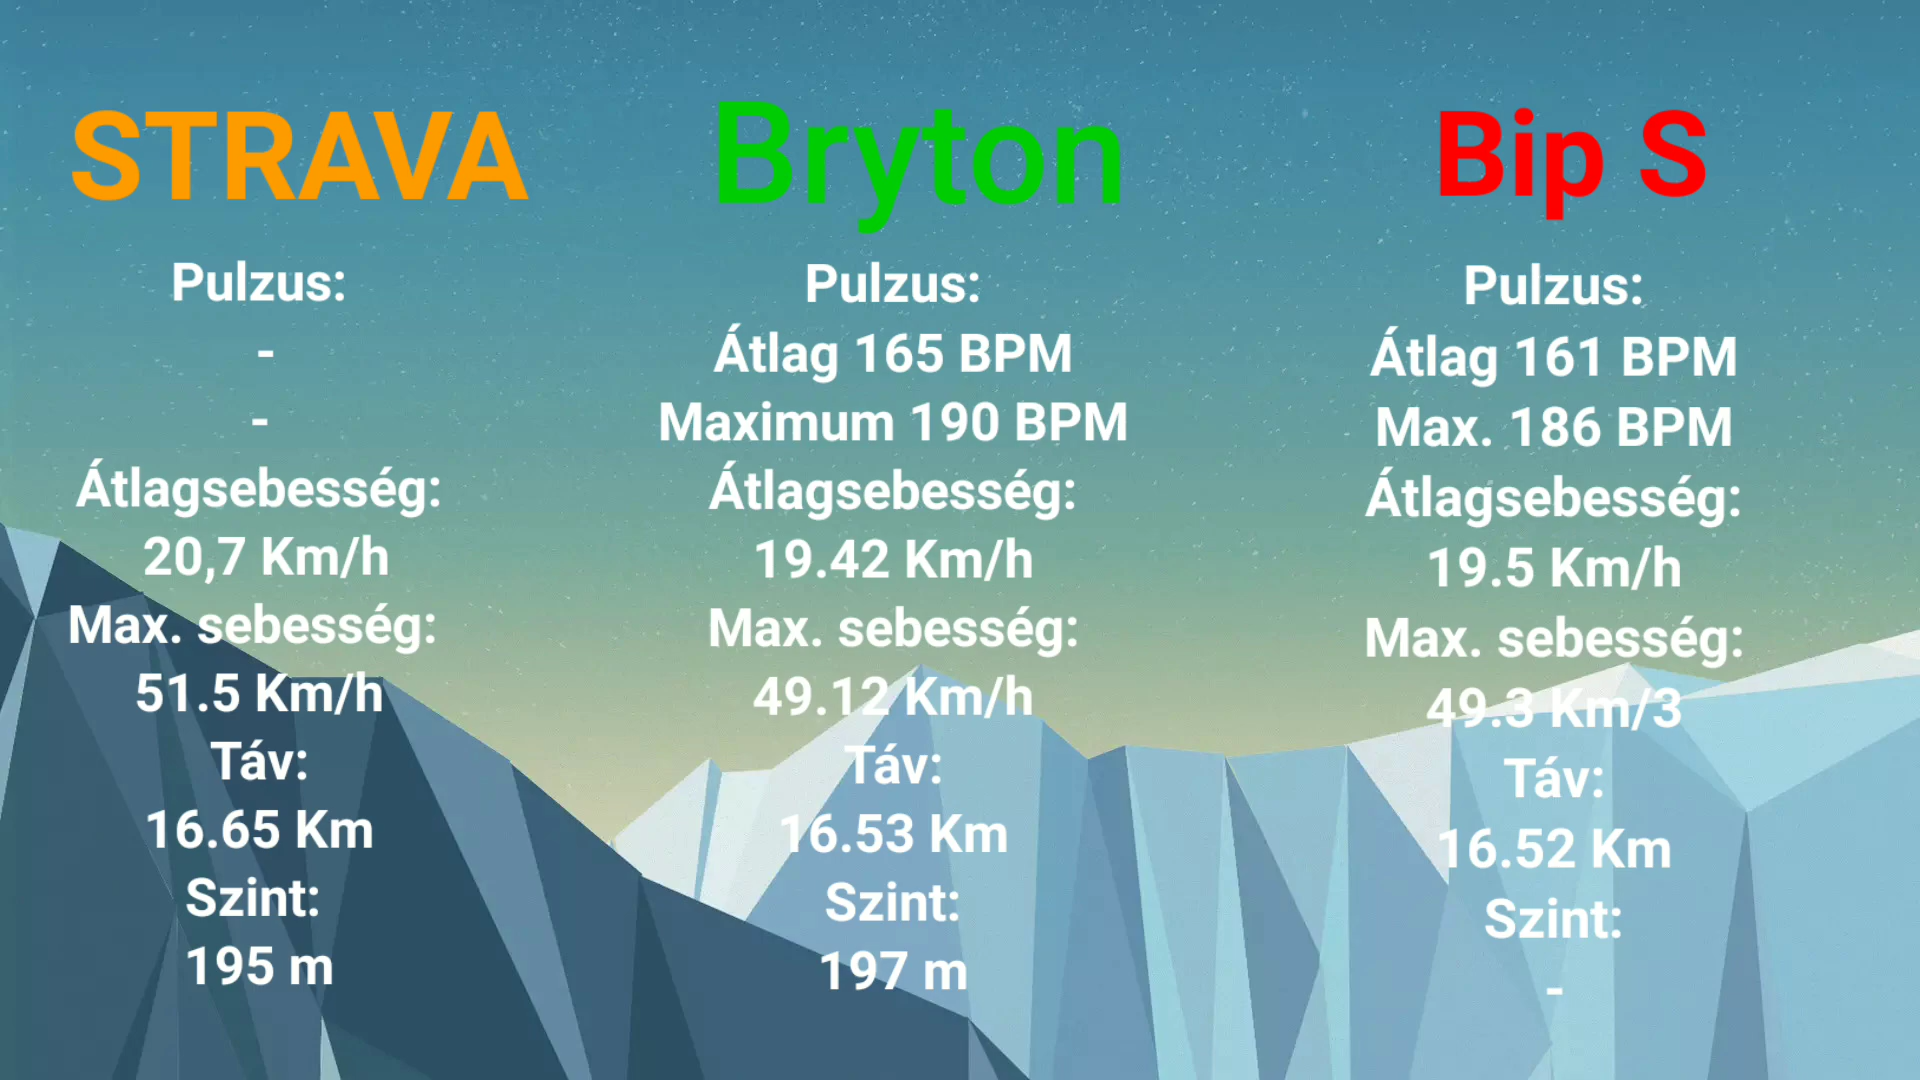 STRAVA
Pulzus:
-
-
Átlagsebesség:
20,7 Km/h
Max. sebesség:
51.5 Km/h
Táv:
16.65 Km
Szint:
195 m
Bryton
Pulzus:
Átlag 165 BPM
Maximum 190 BPM
Átlagsebesség:
19.42 Km/h
Max. sebesség:
49.12 Km/h
Táv:
16.53 Km
Szint:
197 m
Bip S
Pulzus:
Átlag 161 BPM
Max. 186 BPM
Átlagsebesség:
19.5 Km/h
Max. sebesség:
49.3 Km/3
Táv:
16.52 Km
Szint:
-